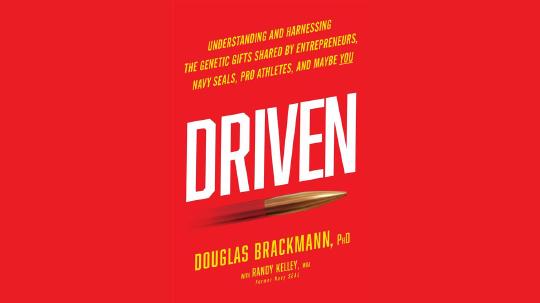 UNDERSTANDING AND HARNESSING
THE GENETIC GIFTS SHARED BY ENTREPRENEURS,
NAVY SEALS, PRO ATHLETES, AND MAYBE YOU
DRIVEN
DOUGLAS BRACKMANN, PhD
with RANDY KELLEY, MBA
Former Navy SEAL